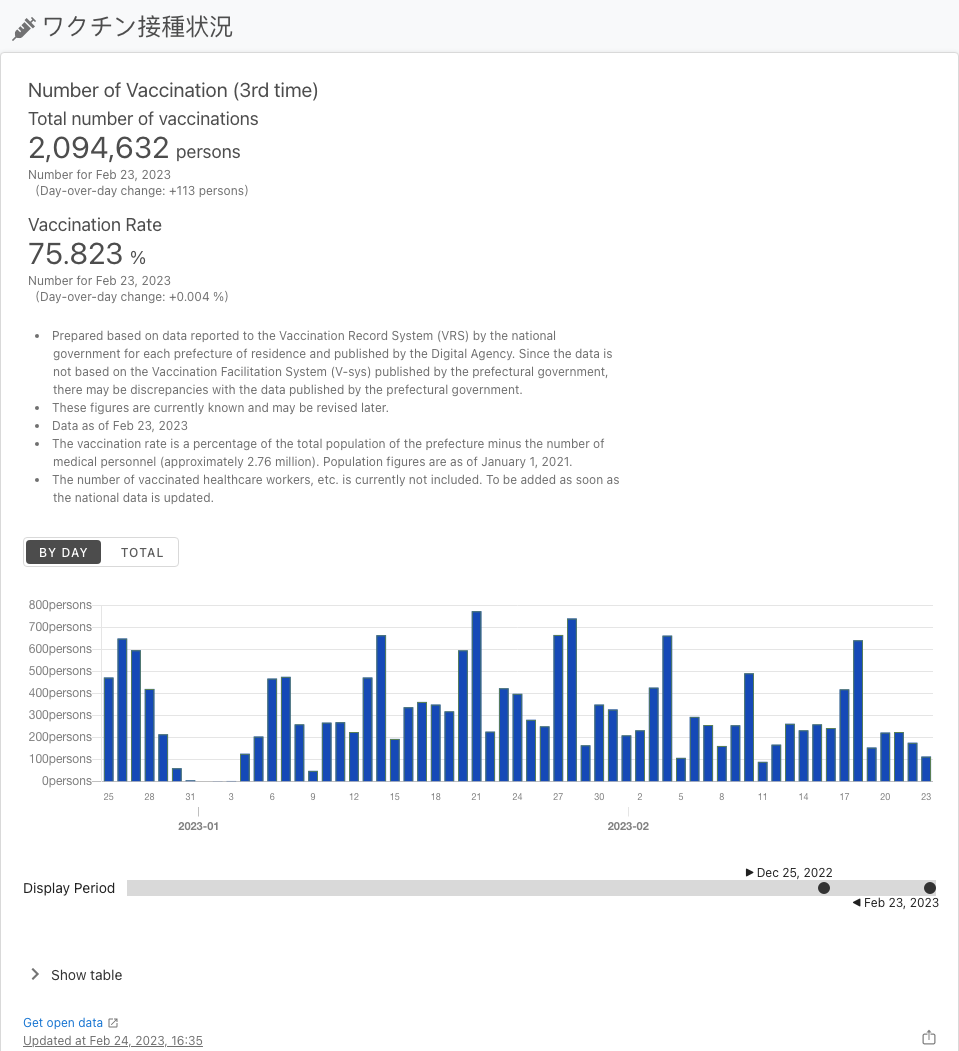 ワクチン接種状況
Number of Vaccination (3rd time)
Total number of vaccinations
2,094,632 persons
Number for Feb 23, 2023
(Day-over-day change: +113 persons)
Vaccination Rate
75.823 %
Number for Feb 23, 2023
(Day-over-day change: +0.004 %)
• Prepared based on data reported to the Vaccination Record System (VRS) by the national
government for each prefecture of residence and published by the Digital Agency. Since the data is
not based on the Vaccination Facilitation System (V-sys) published by the prefectural government,
there may be discrepancies with the data published by the prefectural government.
• These figures are currently known and may be revised later.
• Data as of Feb 23, 2023
• The vaccination rate is a percentage of the total population of the prefecture minus the number of
medical personnel (approximately 2.76 million). Population figures are as of January 1, 2021.
• The number of vaccinated healthcare workers, etc. is currently not included. To be added as soon as
the national data is updated.
BY DAY TOTAL
800persons
700persons
600persons
500persons
400persons
300persons
200persons
100persons
0persons
25 28 31 3 6 9 12 15 18 21 24 27 30 2 5 8 11 14 17 20 23
2023-01 2023-02
▶ Dec 25, 2022
Display Period
◀ Feb 23, 2023
Show table
Get open data
Updated at Feb 24, 2023, 16:35